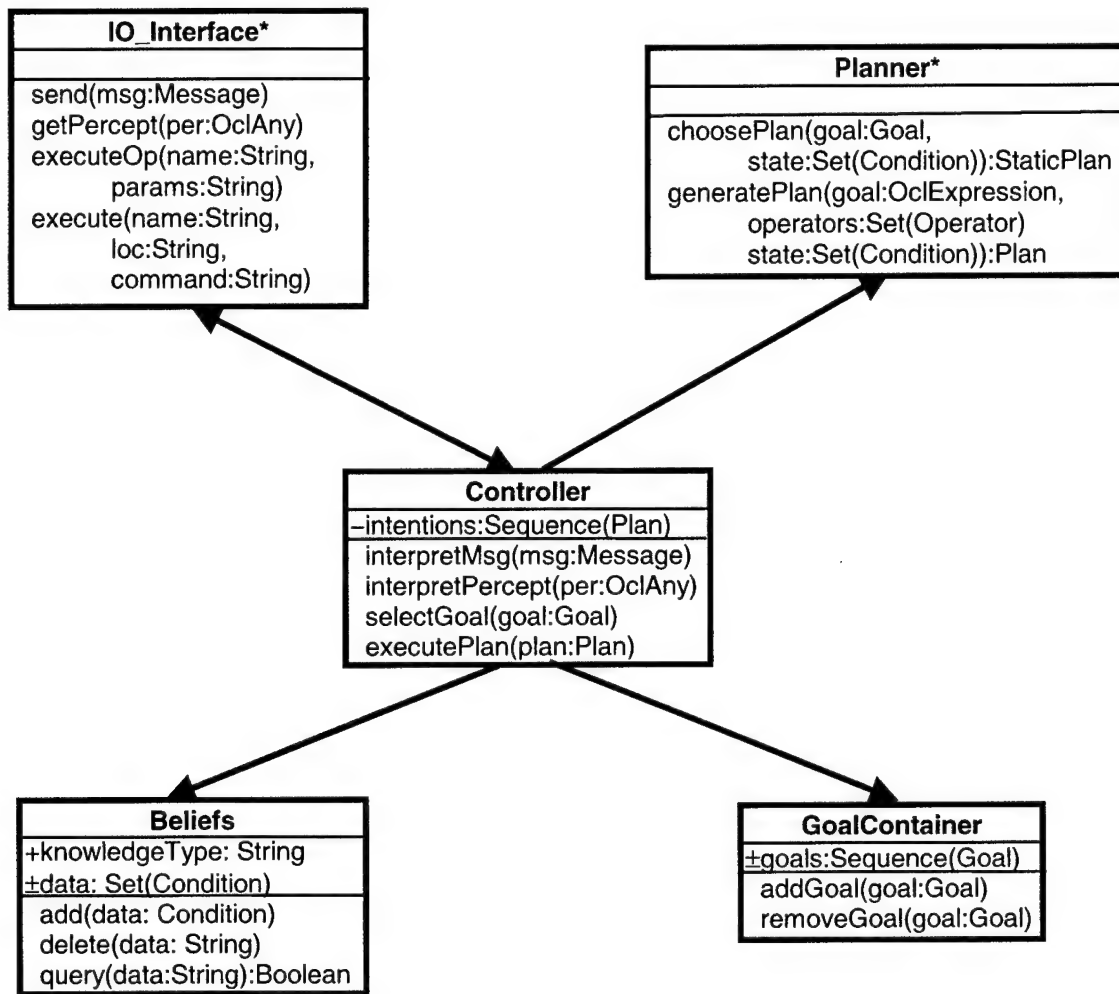 IO_Interface*
send(msg:Message)
getPercept(per:OclAny)
executeOp(name:String,
params:String)
execute(name:String,
loc:String,
command:String)
Planner*
choosePlan(goal:Goal,
state:Set(Condition)):StaticPlan
generatePlan(goal:OclExpression,
operators:Set(Operator)
state:Set(Condition)):Plan
Controller
–intentions:Sequence(Plan)
interpretMsg(msg:Message)
interpretPercept(per:OclAny)
selectGoal(goal:Goal)
executePlan(plan:Plan)
Beliefs
+knowledgeType: String
+data: Set(Condition)
add(data: Condition)
delete(data: String)
query(data:String):Boolean
GoalContainer
+goals:Sequence(Goal)
addGoal(goal:Goal)
removeGoal(goal:Goal)